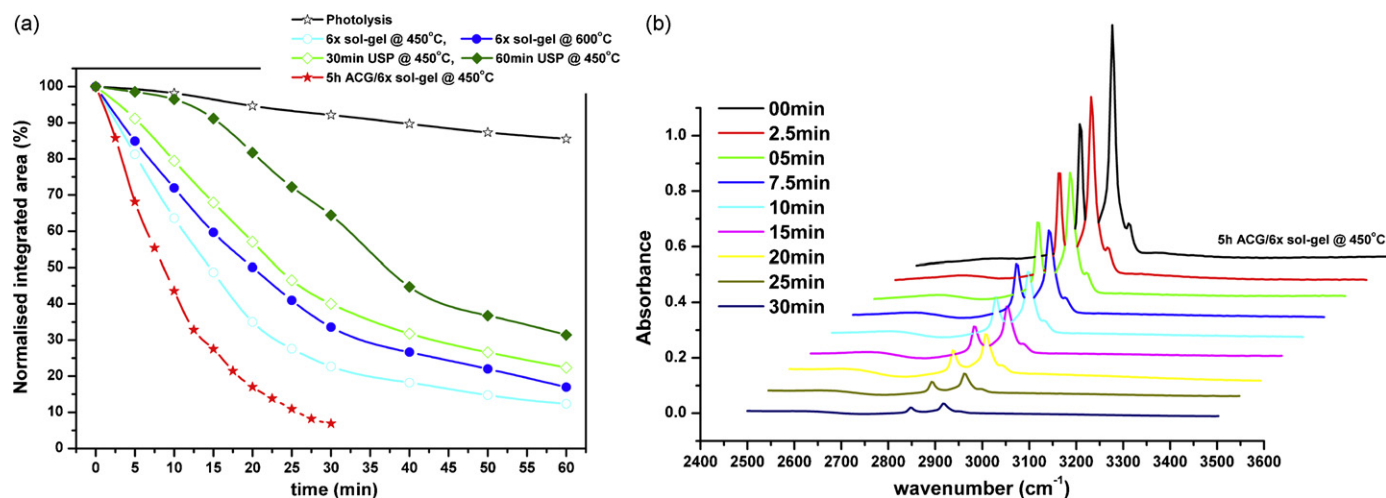 (a)
Photolysis
6x sol-gel @ 450°C, 6x sol-gel @ 600°C
30min USP @ 450°C, 60min USP @ 450°C
5h ACG/6x sol-gel @ 450°C
Normalised integrated area (%)
100
90
80
70
60
50
40
30
20
10
0
0 5 10 15 20 25 30 35 40 45 50 55 60
time (min)
(b)
00min
2.5min
05min
7.5min
10min
15min
20min
25min
30min
5h ACG/6x sol-gel @ 450°C
Absorbance
1.0
0.8
0.6
0.4
0.2
0.0
2400 2500 2600 2700 2800 2900 3000 3100 3200 3300 3400 3500 3600
wavenumber (cm⁻¹)